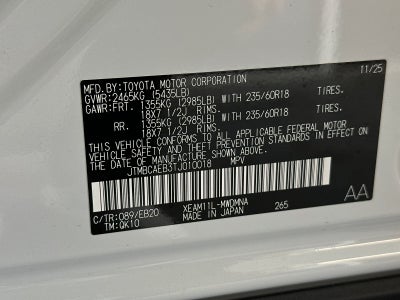 MFD.BY:TOYOTA MOTOR CORPORATION 11/25
GVWR:2465KG (5435LB)
GAWR:FRT. 1355KG (2985LB) WITH 235/60R18 TIRES.
18X7 1/2J RIMS.
RR. 1355KG (2985LB) WITH 235/60R18 TIRES.
18X7 1/2J RIMS.
THIS VEHICLE CONFORMS TO ALL APPLICABLE FEDERAL MOTOR
VEHICLE SAFETY AND THEFT PREVENTION STANDARDS IN EFFECT ON
THE DATE OF MANUFACTURE SHOWN ABOVE.
JTMBCAEB3TJ010018 MPV
C/TR:089/EB20 XEAM11L-MWDMNA 265 AA
TM:QK10 MADE IN JAPAN